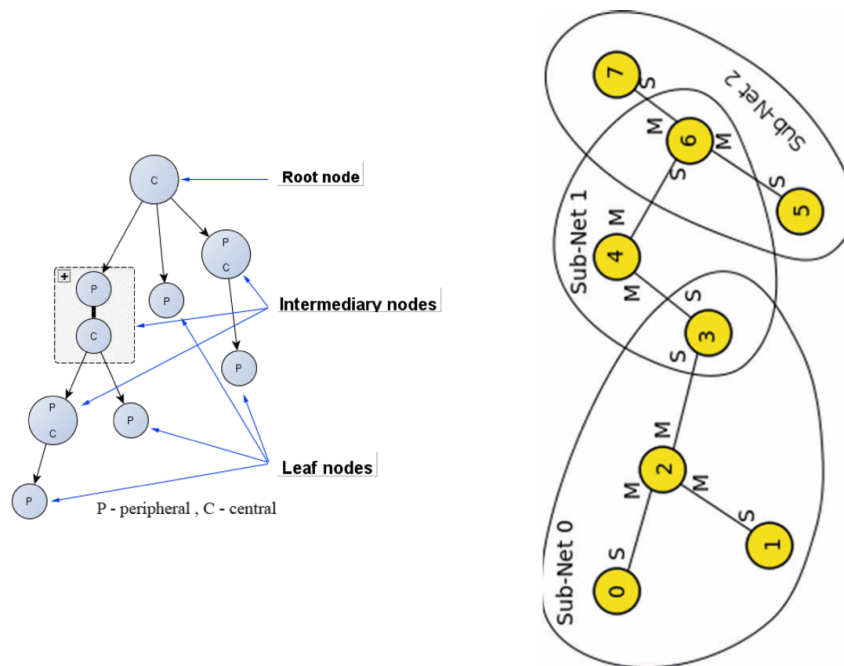 C
Root node
P
C
+
P
P
Intermediary nodes
C
P
P
C
P
Leaf nodes
P
P - peripheral , C - central
7
S
Sub-Net 2
M
6
M
S
S
5
Sub-Net 1
M
4
M
S
3
S
M
2
M
M
S
1
S
0
Sub-Net 0